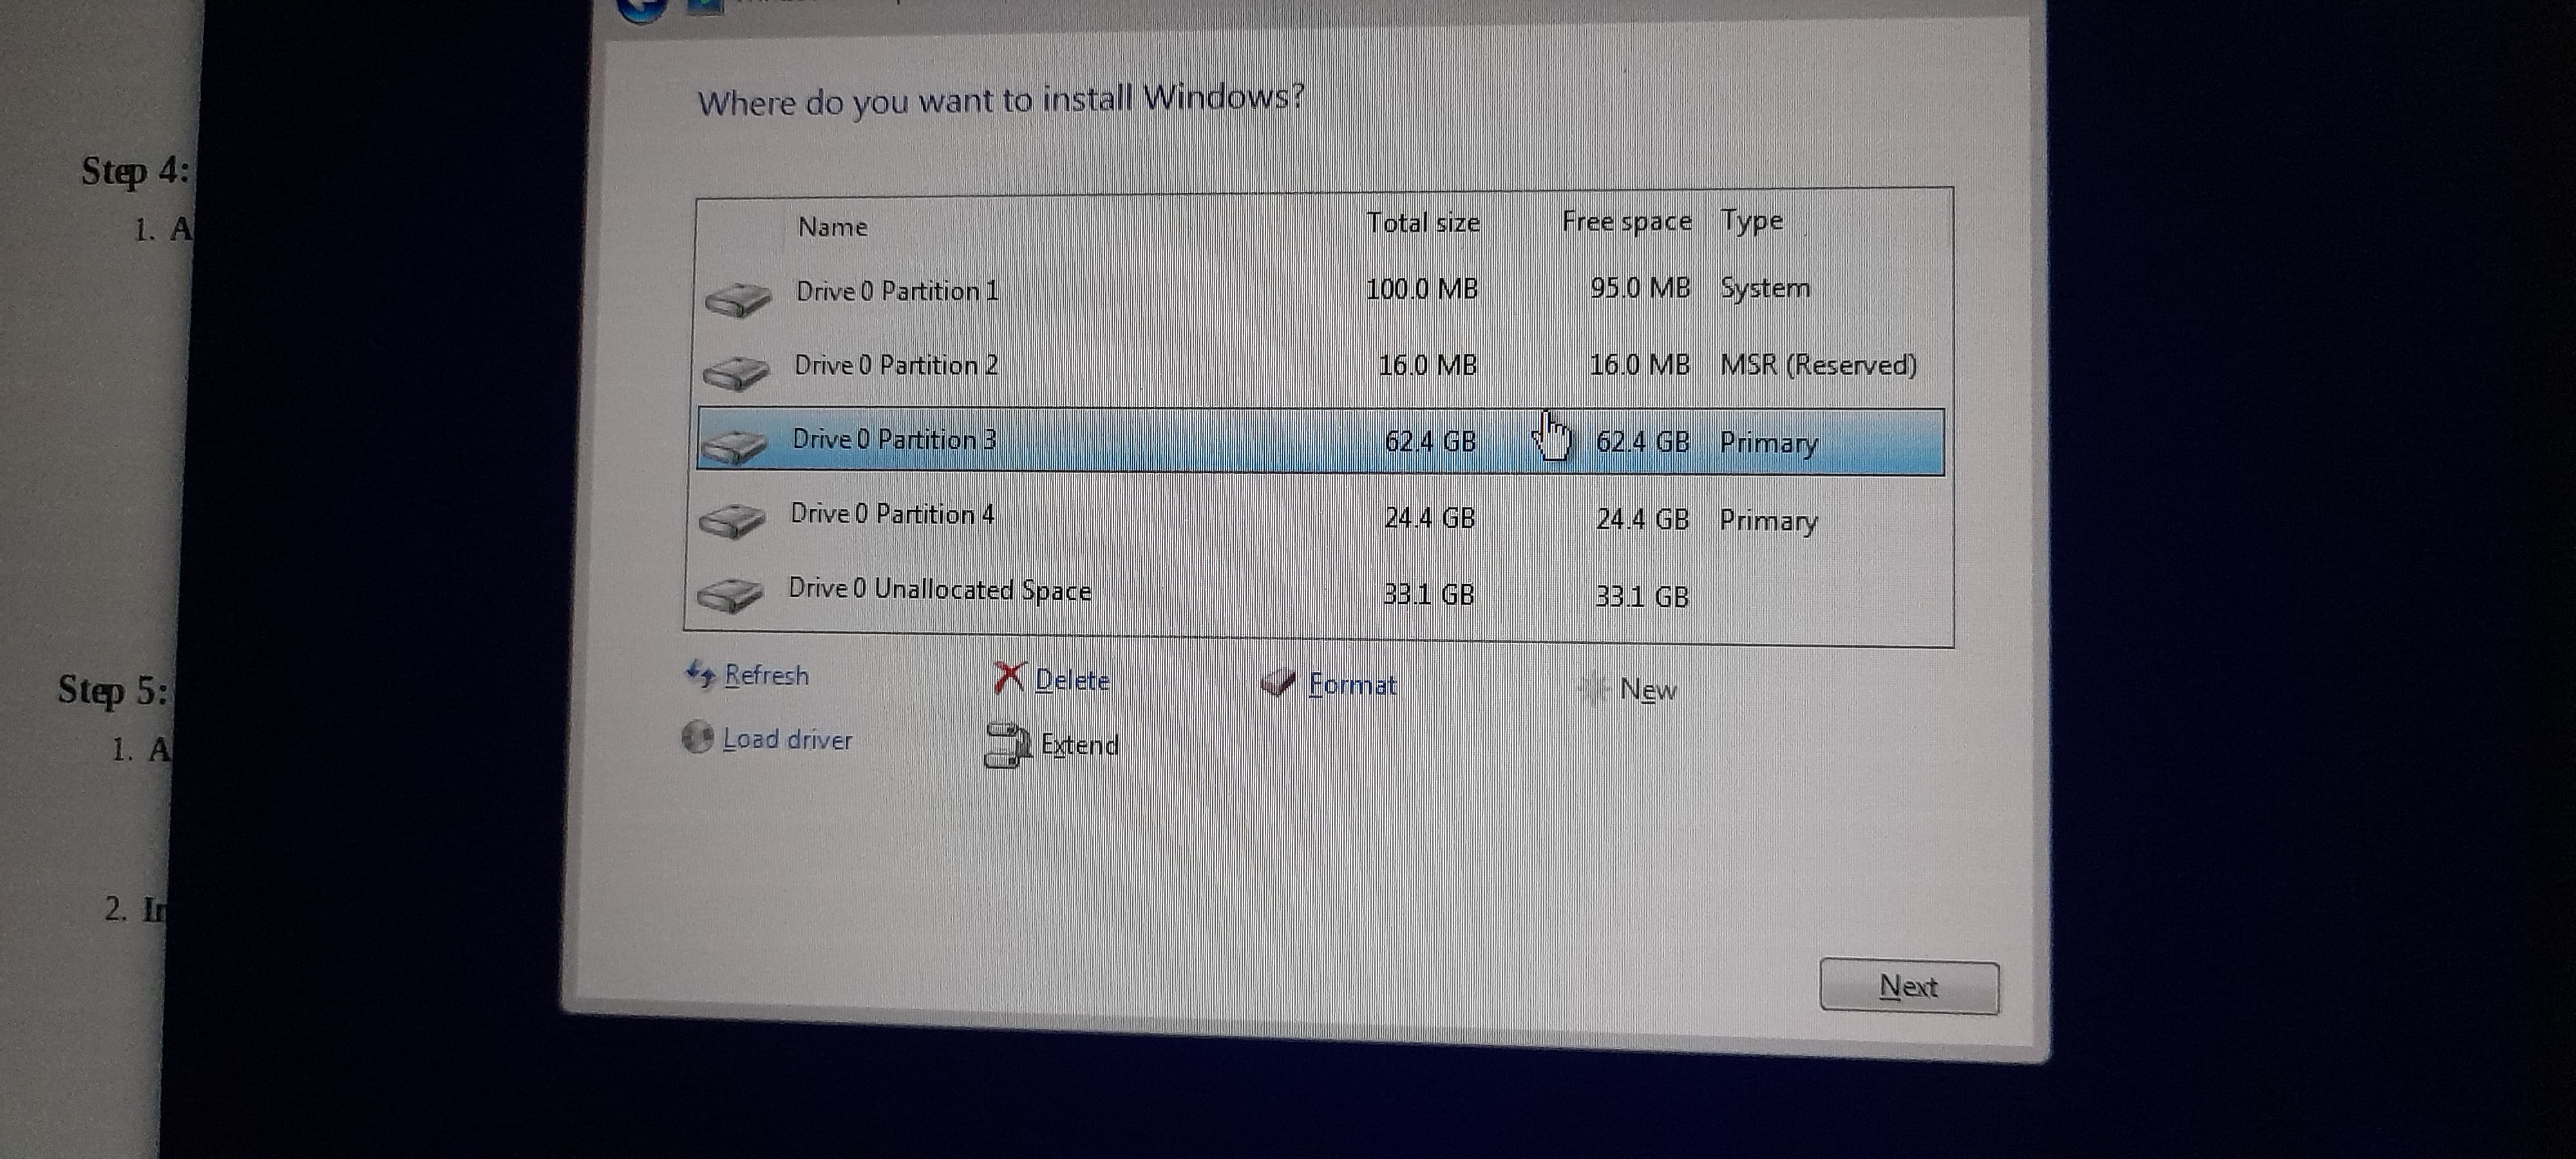 Step 4:
1. A
Step 5:
1. A
2. In
Where do you want to install Windows?
Name Total size Free space Type
Drive 0 Partition 1 100.0 MB 95.0 MB System
Drive 0 Partition 2 16.0 MB 16.0 MB MSR (Reserved)
Drive 0 Partition 3 62.4 GB 62.4 GB Primary
Drive 0 Partition 4 24.4 GB 24.4 GB Primary
Drive 0 Unallocated Space 33.1 GB 33.1 GB
Refresh Delete Format New
Load driver Extend
Next